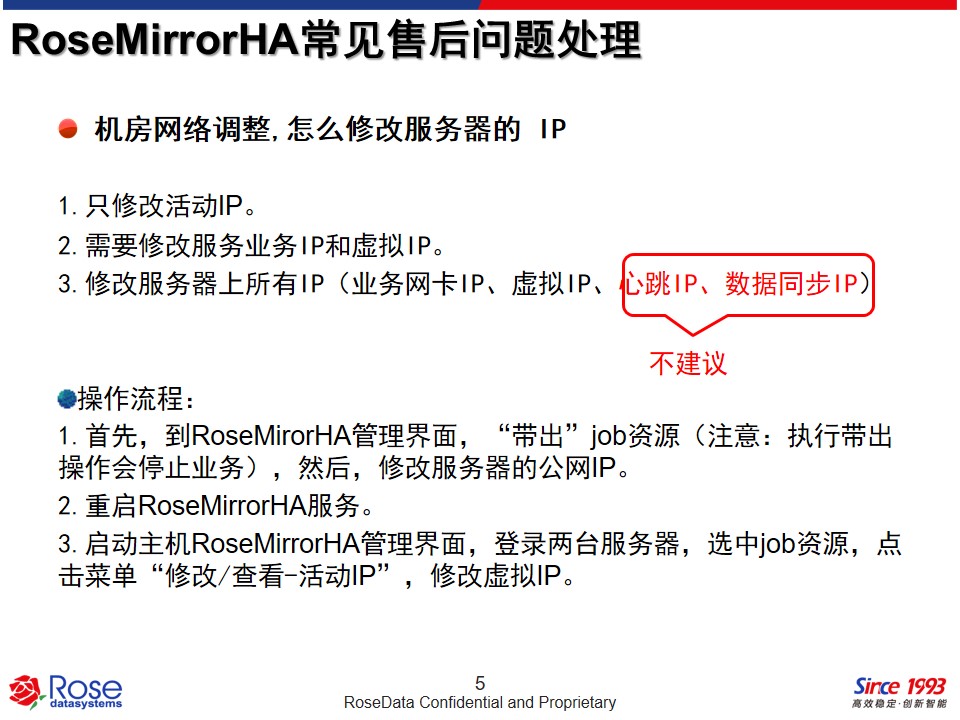 RoseMirrorHA常见售后问题处理
机房网络调整,怎么修改服务器的 IP
1.只修改活动IP。
2.需要修改服务业务IP和虚拟IP。
3.修改服务器上所有IP（业务网卡IP、虚拟IP、心跳IP、数据同步IP）
不建议
操作流程：
1.首先，到RoseMirorHA管理界面，“带出”job资源（注意：执行带出
操作会停止业务），然后，修改服务器的公网IP。
2.重启RoseMirrorHA服务。
3.启动主机RoseMirrorHA管理界面，登录两台服务器，选中job资源，点
击菜单“修改/查看-活动IP”，修改虚拟IP。
Rose
datasystems
5
RoseData Confidential and Proprietary
Since 1993
高效稳定·创新智能